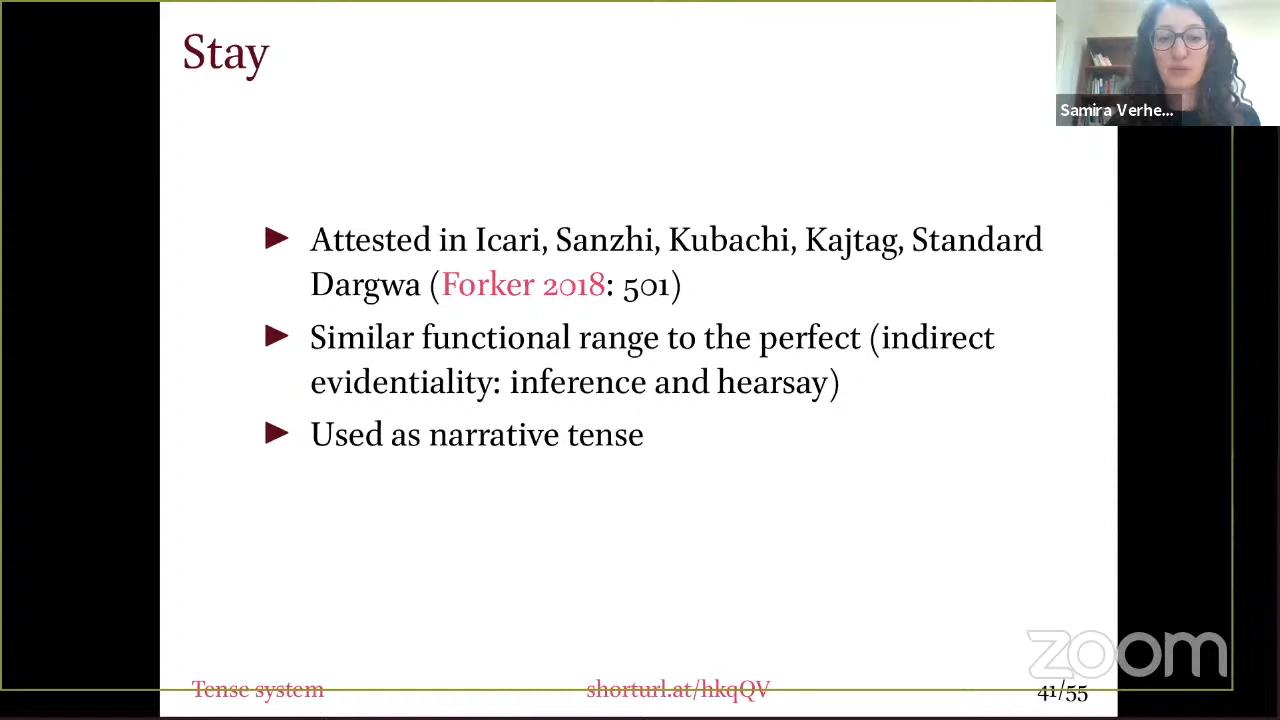 Stay
Samira Verhe...
▶ Attested in Icari, Sanzhi, Kubachi, Kajtag, Standard
Dargwa (Forker 2018: 501)
▶ Similar functional range to the perfect (indirect
evidentiality: inference and hearsay)
▶ Used as narrative tense
zoom
Tense system
shorturl.at/hkqQV
41/55